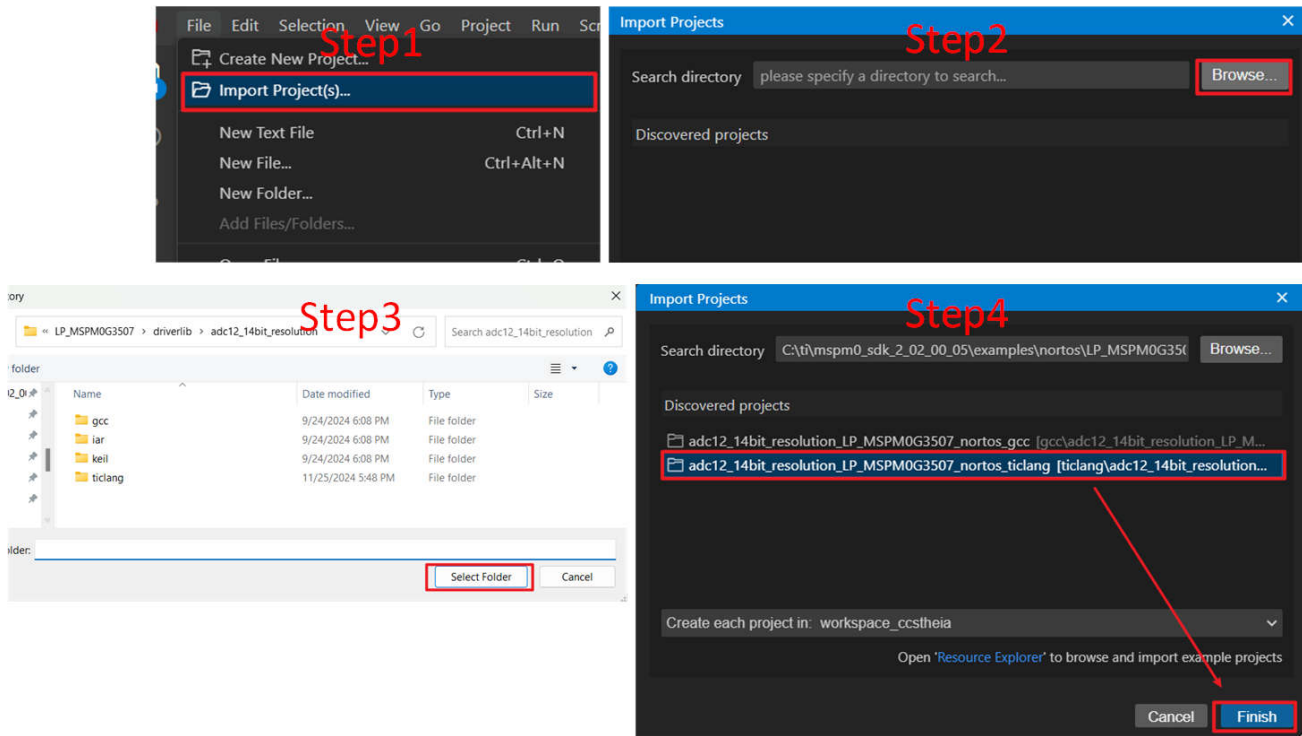 File Edit Selection View Go Project Run Scr
Step1
Create New Project...
Import Project(s)...
New Text File Ctrl+N
New File... Ctrl+Alt+N
New Folder...
Add Files/Folders...
Import Projects
Step2
Search directory please specify a directory to search... Browse...
Discovered projects
ory
Step3
« LP_MSPM0G3507 > driverlib > adc12_14bit_resolution Search adc12_14bit_resolution
folder
Name Date modified Type Size
gcc 9/24/2024 6:08 PM File folder
iar 9/24/2024 6:08 PM File folder
keil 9/24/2024 6:08 PM File folder
ticlang 11/25/2024 5:48 PM File folder
older:
Select Folder Cancel
Import Projects
Step4
Search directory C:\ti\mspm0_sdk_2_02_00_05\examples\nortos\LP_MSPM0G35( Browse...
Discovered projects
adc12_14bit_resolution_LP_MSPM0G3507_nortos_gcc [gcc\adc12_14bit_resolution_LP_M...
adc12_14bit_resolution_LP_MSPM0G3507_nortos_ticlang [ticlang\adc12_14bit_resolution...
Create each project in: workspace_ccstheia
Open 'Resource Explorer' to browse and import example projects
Cancel Finish